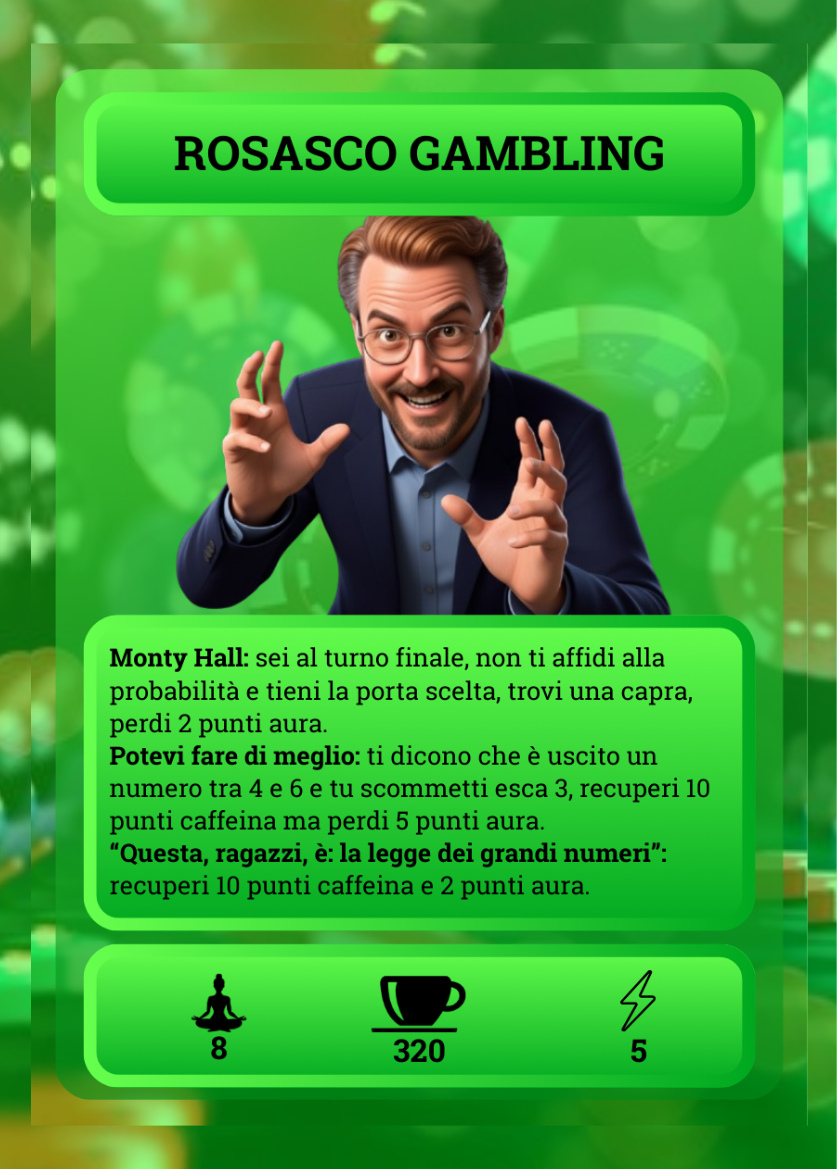 ROSASCO GAMBLING
Monty Hall: sei al turno finale, non ti affidi alla
probabilità e tieni la porta scelta, trovi una capra,
perdi 2 punti aura.
Potevi fare di meglio: ti dicono che è uscito un
numero tra 4 e 6 e tu scommetti esca 3, recuperi 10
punti caffeina ma perdi 5 punti aura.
“Questa, ragazzi, è: la legge dei grandi numeri”:
recuperi 10 punti caffeina e 2 punti aura.
8 320 5